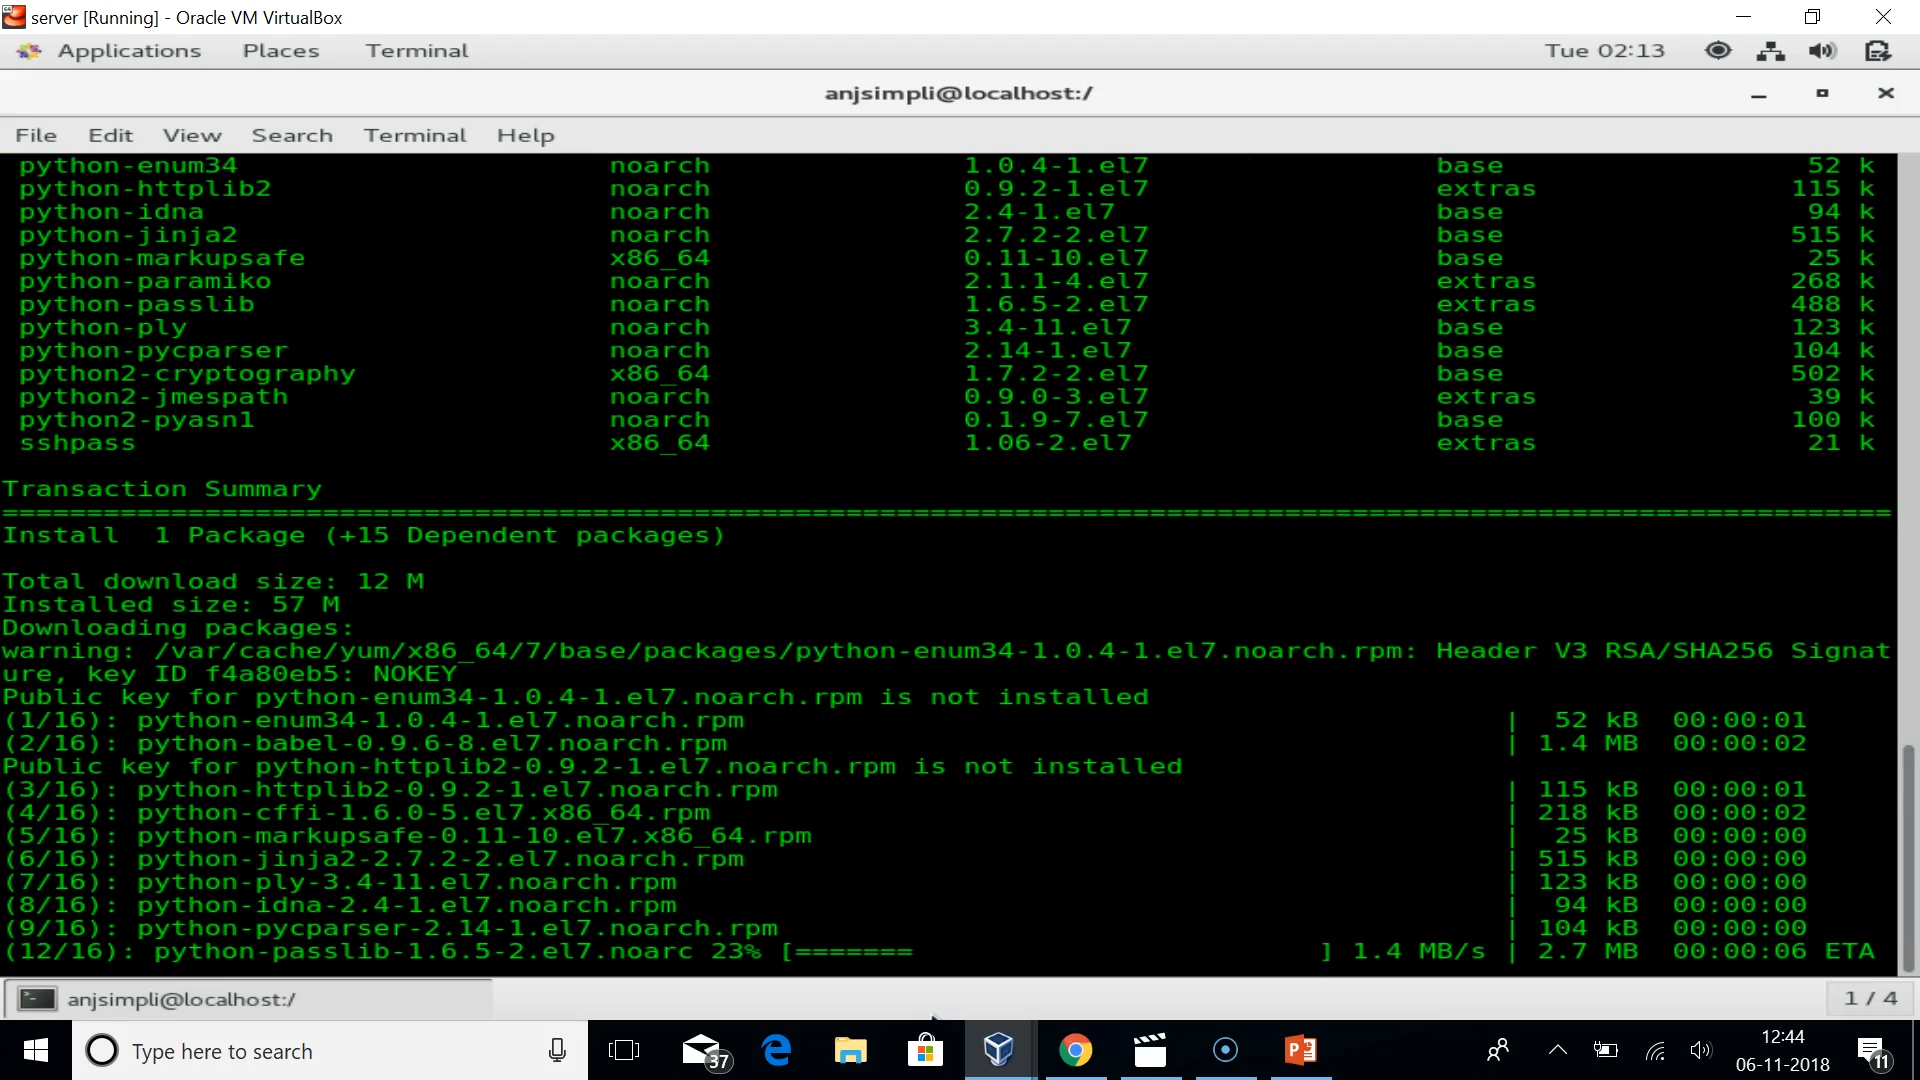 server [Running] - Oracle VM VirtualBox
Applications Places Terminal Tue 02:13
anjsimpli@localhost:/
File Edit View Search Terminal Help
python-enum34 noarch 1.0.4-1.el7 base 52 k
python-httplib2 noarch 0.9.2-1.el7 extras 115 k
python-idna noarch 2.4-1.el7 base 94 k
python-jinja2 noarch 2.7.2-2.el7 base 515 k
python-markupsafe x86_64 0.11-10.el7 base 25 k
python-paramiko noarch 2.1.1-4.el7 extras 268 k
python-passlib noarch 1.6.5-2.el7 extras 488 k
python-ply noarch 3.4-11.el7 base 123 k
python-pycparser noarch 2.14-1.el7 base 104 k
python2-cryptography x86_64 1.7.2-2.el7 base 502 k
python2-jmespath noarch 0.9.0-3.el7 extras 39 k
python2-pyasn1 noarch 0.1.9-7.el7 base 100 k
sshpass x86_64 1.06-2.el7 extras 21 k
Transaction Summary
================================================================================================================
Install  1 Package (+15 Dependent packages)
Total download size: 12 M
Installed size: 57 M
Downloading packages:
warning: /var/cache/yum/x86_64/7/base/packages/python-enum34-1.0.4-1.el7.noarch.rpm: Header V3 RSA/SHA256 Signat
ure, key ID f4a80eb5: NOKEY
Public key for python-enum34-1.0.4-1.el7.noarch.rpm is not installed
(1/16): python-enum34-1.0.4-1.el7.noarch.rpm | 52 kB 00:00:01
(2/16): python-babel-0.9.6-8.el7.noarch.rpm | 1.4 MB 00:00:02
Public key for python-httplib2-0.9.2-1.el7.noarch.rpm is not installed
(3/16): python-httplib2-0.9.2-1.el7.noarch.rpm | 115 kB 00:00:01
(4/16): python-cffi-1.6.0-5.el7.x86_64.rpm | 218 kB 00:00:02
(5/16): python-markupsafe-0.11-10.el7.x86_64.rpm | 25 kB 00:00:00
(6/16): python-jinja2-2.7.2-2.el7.noarch.rpm | 515 kB 00:00:00
(7/16): python-ply-3.4-11.el7.noarch.rpm | 123 kB 00:00:00
(8/16): python-idna-2.4-1.el7.noarch.rpm | 94 kB 00:00:00
(9/16): python-pycparser-2.14-1.el7.noarch.rpm | 104 kB 00:00:00
(12/16): python-passlib-1.6.5-2.el7.noarc 23% [======= ] 1.4 MB/s | 2.7 MB 00:00:06 ETA
anjsimpli@localhost:/ 1 / 4
Type here to search 37 12:44 11
06-11-2018